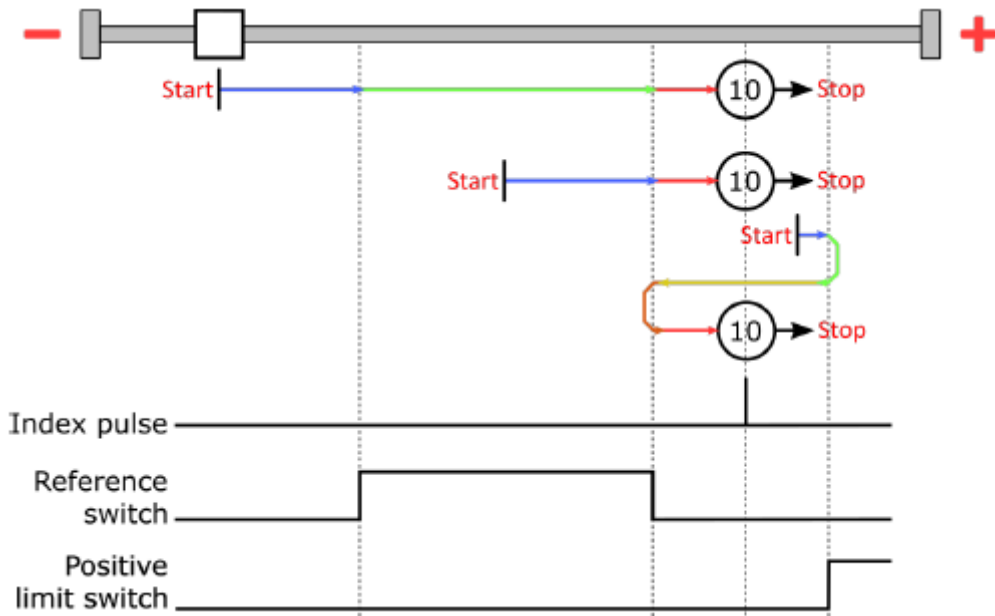 − +
Start 10 Stop
Start 10 Stop
Start
10 Stop
Index pulse
Reference
switch
Positive
limit switch